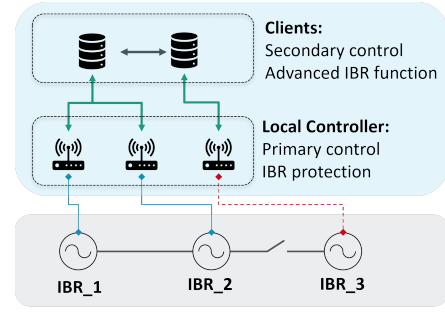 Clients:
Secondary control
Advanced IBR function
Local Controller:
Primary control
IBR protection
IBR_1
IBR_2
IBR_3